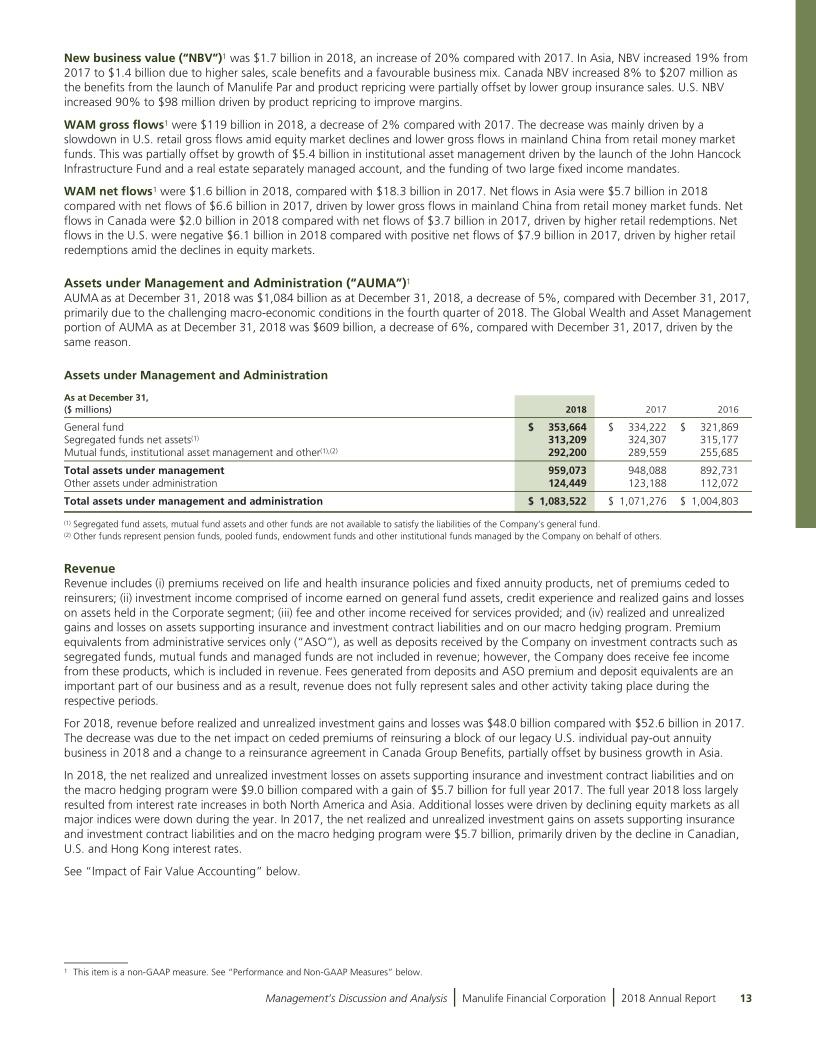 New business value (“NBV”)1 was $1.7 billion in 2018, an increase of 20% compared with 2017. In Asia, NBV increased 19% from
2017 to $1.4 billion due to higher sales, scale benefits and a favourable business mix. Canada NBV increased 8% to $207 million as
the benefits from the launch of Manulife Par and product repricing were partially offset by lower group insurance sales. U.S. NBV
increased 90% to $98 million driven by product repricing to improve margins.
WAM gross flows1 were $119 billion in 2018, a decrease of 2% compared with 2017. The decrease was mainly driven by a
slowdown in U.S. retail gross flows amid equity market declines and lower gross flows in mainland China from retail money market
funds. This was partially offset by growth of $5.4 billion in institutional asset management driven by the launch of the John Hancock
Infrastructure Fund and a real estate separately managed account, and the funding of two large fixed income mandates.
WAM net flows1 were $1.6 billion in 2018, compared with $18.3 billion in 2017. Net flows in Asia were $5.7 billion in 2018
compared with net flows of $6.6 billion in 2017, driven by lower gross flows in mainland China from retail money market funds. Net
flows in Canada were $2.0 billion in 2018 compared with net flows of $3.7 billion in 2017, driven by higher retail redemptions. Net
flows in the U.S. were negative $6.1 billion in 2018 compared with positive net flows of $7.9 billion in 2017, driven by higher retail
redemptions amid the declines in equity markets.
Assets under Management and Administration (“AUMA”)1
AUMA as at December 31, 2018 was $1,084 billion as at December 31, 2018, a decrease of 5%, compared with December 31, 2017,
primarily due to the challenging macro-economic conditions in the fourth quarter of 2018. The Global Wealth and Asset Management
portion of AUMA as at December 31, 2018 was $609 billion, a decrease of 6%, compared with December 31, 2017, driven by the
same reason.
Assets under Management and Administration
As at December 31,
($ millions) 2018 2017 2016
General fund $ 353,664 $ 334,222 $ 321,869
Segregated funds net assets(1) 313,209 324,307 315,177
Mutual funds, institutional asset management and other(1),(2) 292,200 289,559 255,685
Total assets under management 959,073 948,088 892,731
Other assets under administration 124,449 123,188 112,072
Total assets under management and administration $ 1,083,522 $ 1,071,276 $ 1,004,803
(1) Segregated fund assets, mutual fund assets and other funds are not available to satisfy the liabilities of the Company’s general fund.
(2) Other funds represent pension funds, pooled funds, endowment funds and other institutional funds managed by the Company on behalf of others.
Revenue
Revenue includes (i) premiums received on life and health insurance policies and fixed annuity products, net of premiums ceded to
reinsurers; (ii) investment income comprised of income earned on general fund assets, credit experience and realized gains and losses
on assets held in the Corporate segment; (iii) fee and other income received for services provided; and (iv) realized and unrealized
gains and losses on assets supporting insurance and investment contract liabilities and on our macro hedging program. Premium
equivalents from administrative services only (“ASO”), as well as deposits received by the Company on investment contracts such as
segregated funds, mutual funds and managed funds are not included in revenue; however, the Company does receive fee income
from these products, which is included in revenue. Fees generated from deposits and ASO premium and deposit equivalents are an
important part of our business and as a result, revenue does not fully represent sales and other activity taking place during the
respective periods.
For 2018, revenue before realized and unrealized investment gains and losses was $48.0 billion compared with $52.6 billion in 2017.
The decrease was due to the net impact on ceded premiums of reinsuring a block of our legacy U.S. individual pay-out annuity
business in 2018 and a change to a reinsurance agreement in Canada Group Benefits, partially offset by business growth in Asia.
In 2018, the net realized and unrealized investment losses on assets supporting insurance and investment contract liabilities and on
the macro hedging program were $9.0 billion compared with a gain of $5.7 billion for full year 2017. The full year 2018 loss largely
resulted from interest rate increases in both North America and Asia. Additional losses were driven by declining equity markets as all
major indices were down during the year. In 2017, the net realized and unrealized investment gains on assets supporting insurance
and investment contract liabilities and on the macro hedging program were $5.7 billion, primarily driven by the decline in Canadian,
U.S. and Hong Kong interest rates.
See “Impact of Fair Value Accounting” below.
1 This item is a non-GAAP measure. See “Performance and Non-GAAP Measures” below.
Management’s Discussion and Analysis | Manulife Financial Corporation | 2018 Annual Report 13